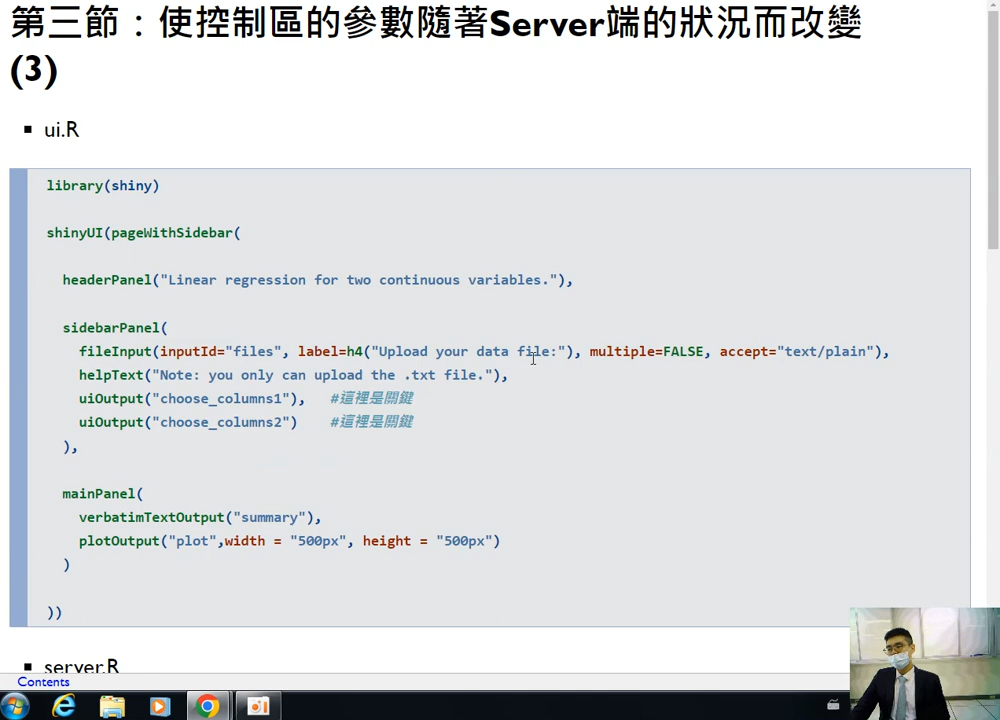 第三節：使控制區的參數隨著Server端的狀況而改變
(3)
ui.R
library(shiny)
shinyUI(pageWithSidebar(
headerPanel("Linear regression for two continuous variables."),
sidebarPanel(
fileInput(inputId="files", label=h4("Upload your data file:"), multiple=FALSE, accept="text/plain"),
helpText("Note: you only can upload the .txt file."),
uiOutput("choose_columns1"), #這裡是關鍵
uiOutput("choose_columns2") #這裡是關鍵
),
mainPanel(
verbatimTextOutput("summary"),
plotOutput("plot",width = "500px", height = "500px")
)
))
server.R
Contents